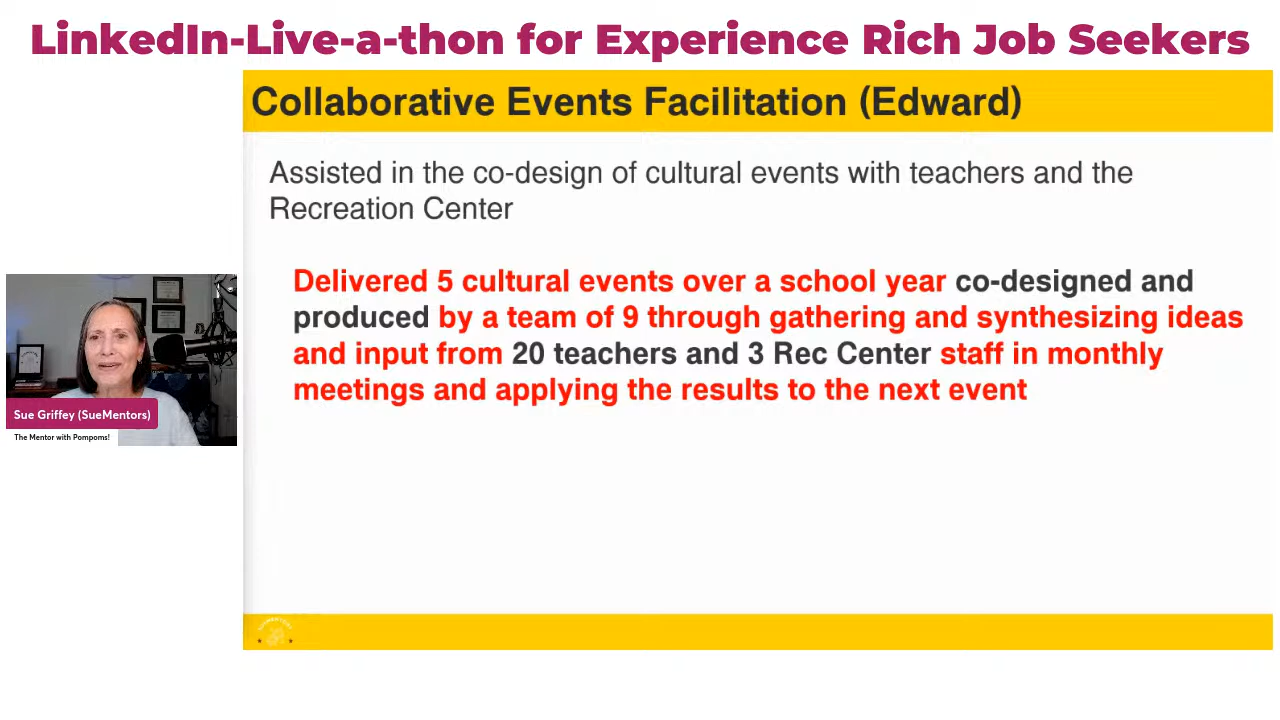 LinkedIn-Live-a-thon for Experience Rich Job Seekers
Collaborative Events Facilitation (Edward)
Assisted in the co-design of cultural events with teachers and the
Recreation Center
Delivered 5 cultural events over a school year co-designed and
produced by a team of 9 through gathering and synthesizing ideas
and input from 20 teachers and 3 Rec Center staff in monthly
meetings and applying the results to the next event
Sue Griffey (SueMentors)
The Mentor with Pompoms!